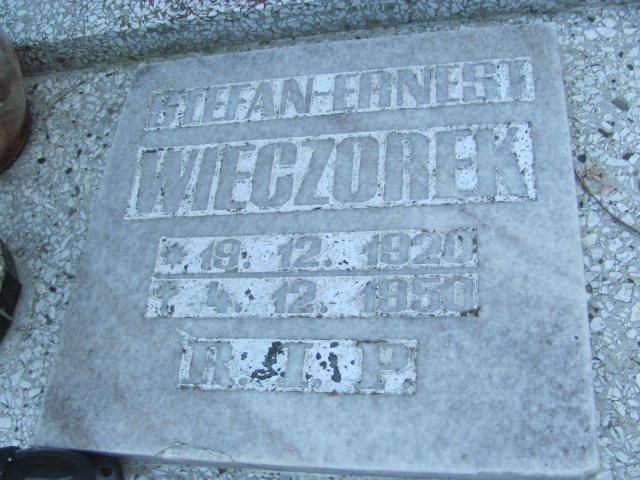 STEFAN-ERNEST
WIECZOREK
* 19. 12. 1920
† 4. 12. 1950
R.I.P